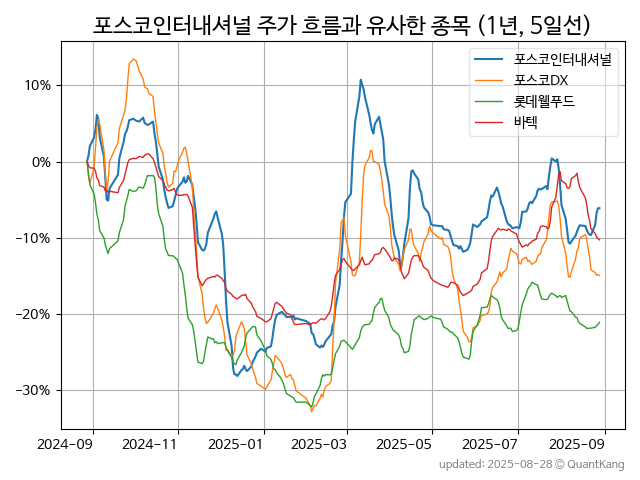 포스코인터내셔널 주가 흐름과 유사한 종목 (1년, 5일선)
포스코인터내셔널
포스코DX
롯데웰푸드
바텍
10%
0%
−10%
−20%
−30%
2024-09 2024-11 2025-01 2025-03 2025-05 2025-07 2025-09
updated: 2025-08-28 © QuantKang